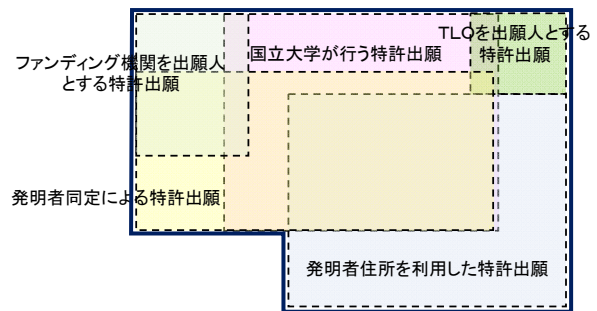 TLOを出願人とする
特許出願
国立大学が行う特許出願
ファンディング機関を出願人
とする特許出願
発明者同定による特許出願
発明者住所を利用した特許出願